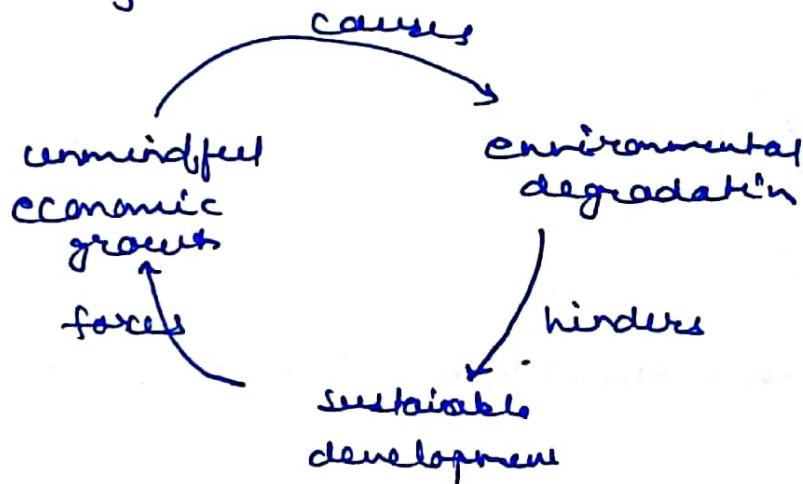 causes
unmindful
economic
growth
environmental
degradation
hinders
sustainable
development
forces